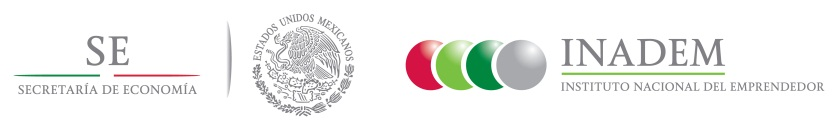 SE
SECRETARÍA DE ECONOMÍA
ESTADOS UNIDOS MEXICANOS
INADEM
INSTITUTO NACIONAL DEL EMPRENDEDOR